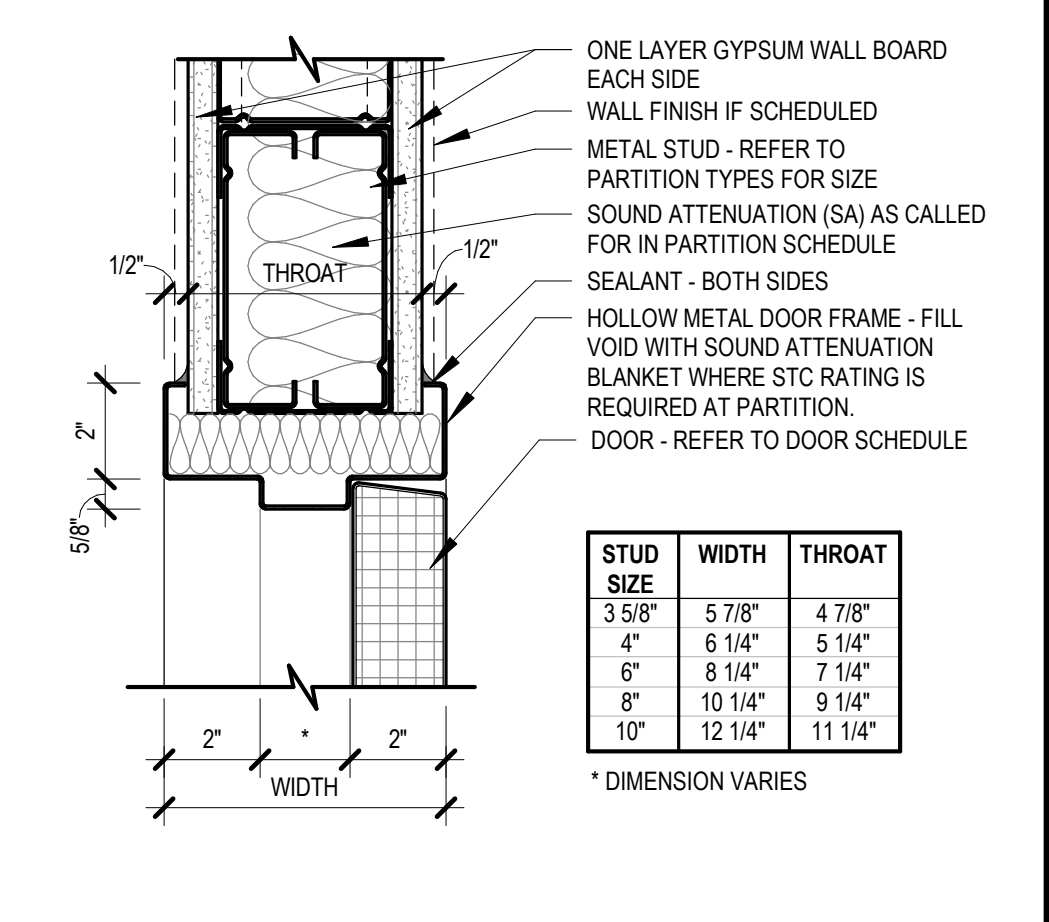 ONE LAYER GYPSUM WALL BOARD
EACH SIDE
WALL FINISH IF SCHEDULED
METAL STUD - REFER TO
PARTITION TYPES FOR SIZE
SOUND ATTENUATION (SA) AS CALLED
FOR IN PARTITION SCHEDULE
1/2"
THROAT
1/2"
SEALANT - BOTH SIDES
HOLLOW METAL DOOR FRAME - FILL
VOID WITH SOUND ATTENUATION
BLANKET WHERE STC RATING IS
REQUIRED AT PARTITION.
DOOR - REFER TO DOOR SCHEDULE
2"
5/8"
STUD SIZE WIDTH THROAT
3 5/8" 5 7/8" 4 7/8"
4" 6 1/4" 5 1/4"
6" 8 1/4" 7 1/4"
8" 10 1/4" 9 1/4"
10" 12 1/4" 11 1/4"
* DIMENSION VARIES
2" * 2"
WIDTH